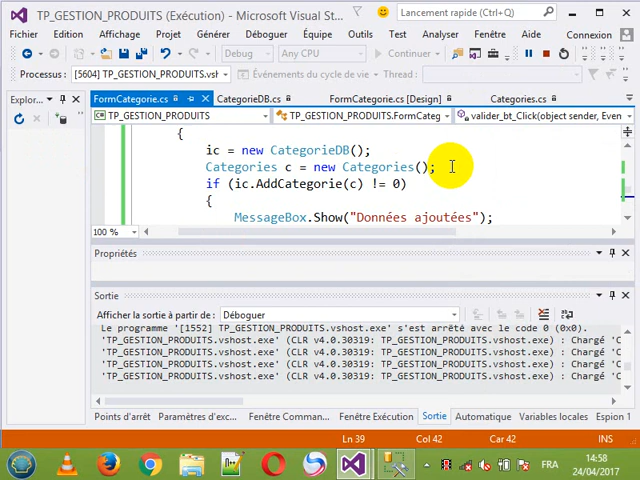 TP_GESTION_PRODUITS (Exécution) - Microsoft Visual St
Lancement rapide (Ctrl+Q)
Fichier Edition Affichage Projet Générer Déboguer Équipe Outils Test Analyser Connexion
Debug Any CPU Continuer
Processus : [5604] TP_GESTION_PRODUITS.vsh Événements du cycle de vie Thread :
Explor...
FormCategorie.cs CategorieDB.cs FormCategorie.cs [Design] Categories.cs
TP_GESTION_PRODUITS TP_GESTION_PRODUITS.FormCateg valider_bt_Click(object sender, Even
{
ic = new CategorieDB();
Categories c = new Categories();
if (ic.AddCategorie(c) != 0)
{
MessageBox.Show("Données ajoutées");
100 %
Propriétés
Sortie
Afficher la sortie à partir de : Déboguer
Le programme '[1552] TP_GESTION_PRODUITS.vshost.exe' s'est arrêté avec le code 0 (0x0).
'TP_GESTION_PRODUITS.vshost.exe' (CLR v4.0.30319: TP_GESTION_PRODUITS.vshost.exe) : Chargé 'C
'TP_GESTION_PRODUITS.vshost.exe' (CLR v4.0.30319: TP_GESTION_PRODUITS.vshost.exe) : Chargé 'C
'TP_GESTION_PRODUITS.vshost.exe' (CLR v4.0.30319: TP_GESTION_PRODUITS.vshost.exe) : Chargé 'C
'TP_GESTION_PRODUITS.vshost.exe' (CLR v4.0.30319: TP_GESTION_PRODUITS.vshost.exe) : Chargé 'C
Points d'arrêt Paramètres d'exc... Fenêtre Comman... Fenêtre Exécution Sortie Automatique Variables locales Espion 1
Ln 39 Col 42 Car 42 INS
FRA 14:58
24/04/2017